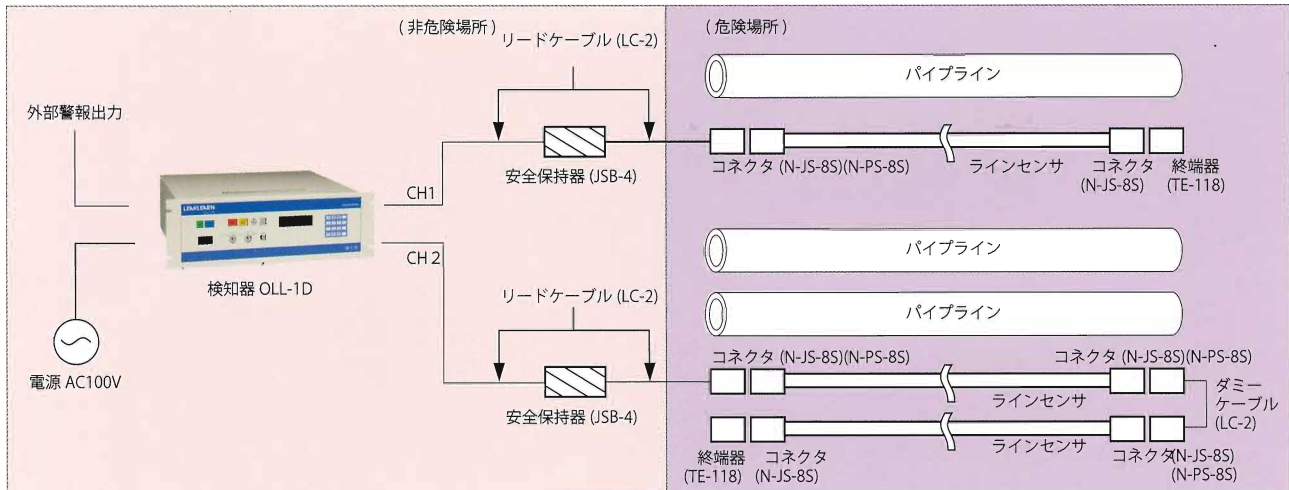 (非危険場所)
リードケーブル (LC-2)
外部警報出力
CH1
安全保持器 (JSB-4)
検知器 OLL-1D
CH 2
リードケーブル (LC-2)
電源 AC100V
安全保持器 (JSB-4)
(危険場所)
パイプライン
コネクタ (N-JS-8S)(N-PS-8S)
ラインセンサ
コネクタ
(N-JS-8S)
終端器
(TE-118)
パイプライン
コネクタ (N-JS-8S)(N-PS-8S)
コネクタ (N-JS-8S)(N-PS-8S)
ラインセンサ
ダミー
ケーブル
(LC-2)
ラインセンサ
終端器
(TE-118)
コネクタ
(N-JS-8S)
コネクタ(N-JS-8S)
(N-PS-8S)